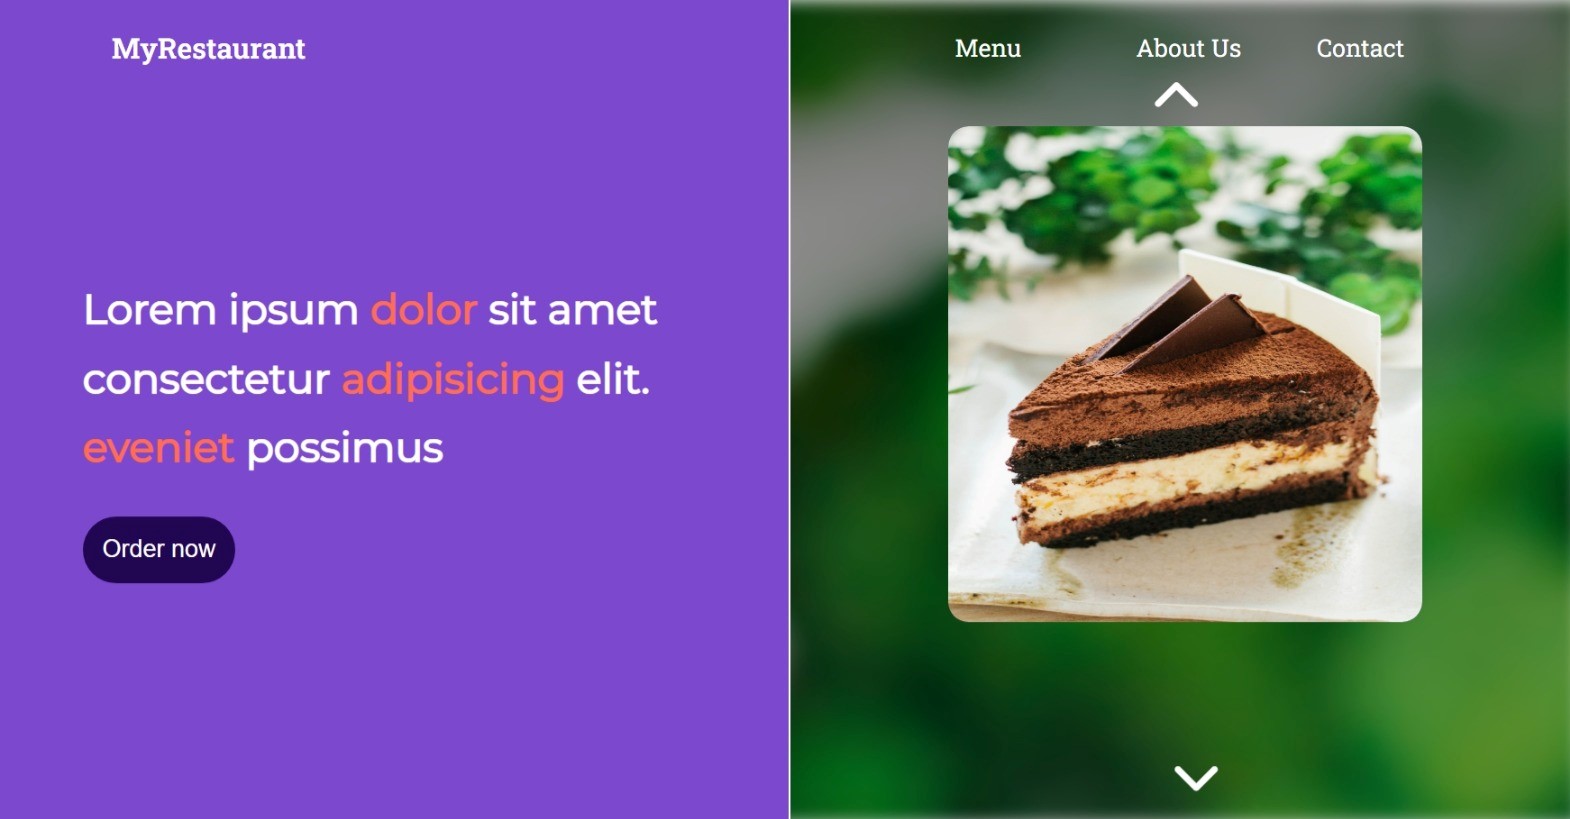 MyRestaurant
Menu
About Us
Contact
Lorem ipsum dolor sit amet
consectetur adipisicing elit.
eveniet possimus
Order now